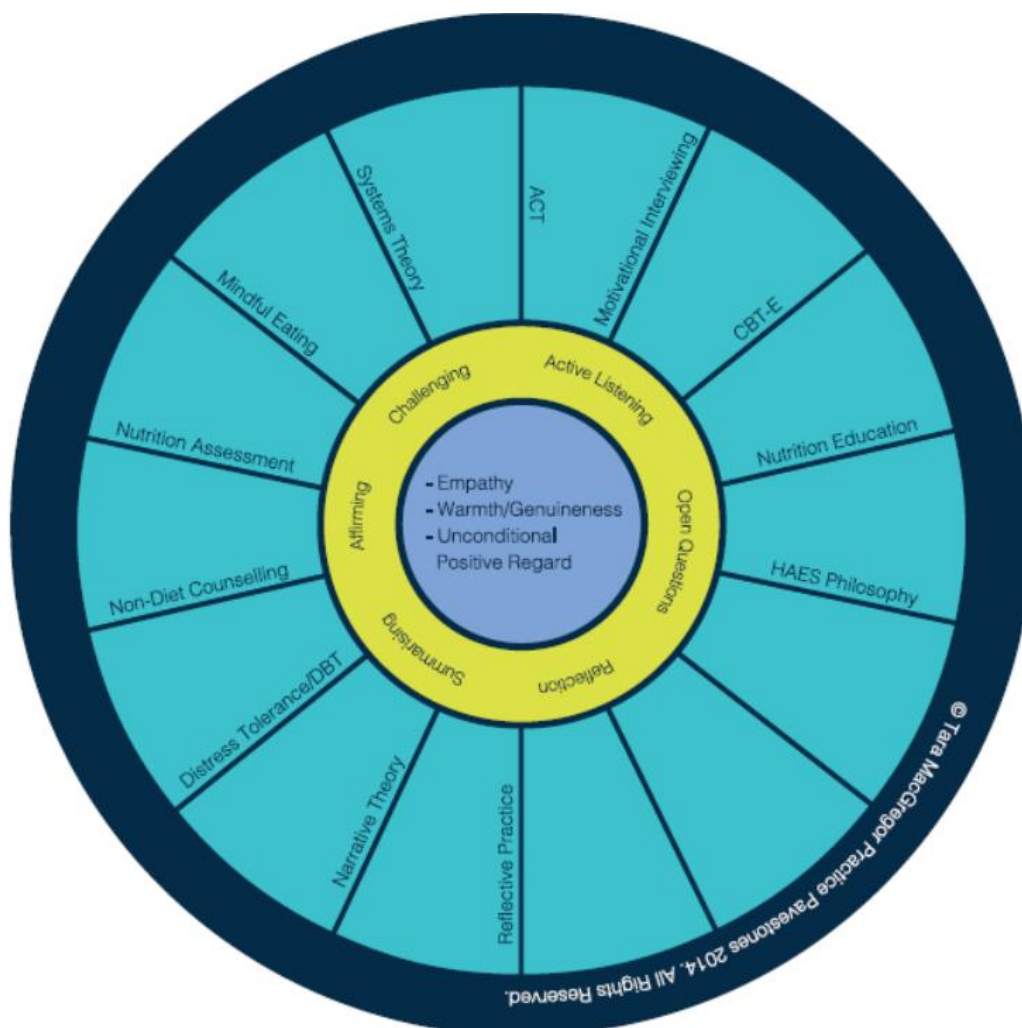 - Empathy
- Warmth/Genuineness
- Unconditional
Positive Regard
Active Listening
Open Questions
Reflection
Summarising
Affirming
Challenging
ACT
Motivational Interviewing
CBT-E
Nutrition Education
HAES Philosophy
Reflective Practice
Narrative Theory
Distress Tolerance/DBT
Non-Diet Counselling
Nutrition Assessment
Mindful Eating
Systems Theory
© Tara MacGregor Practice Pavestones 2014. All Rights Reserved.